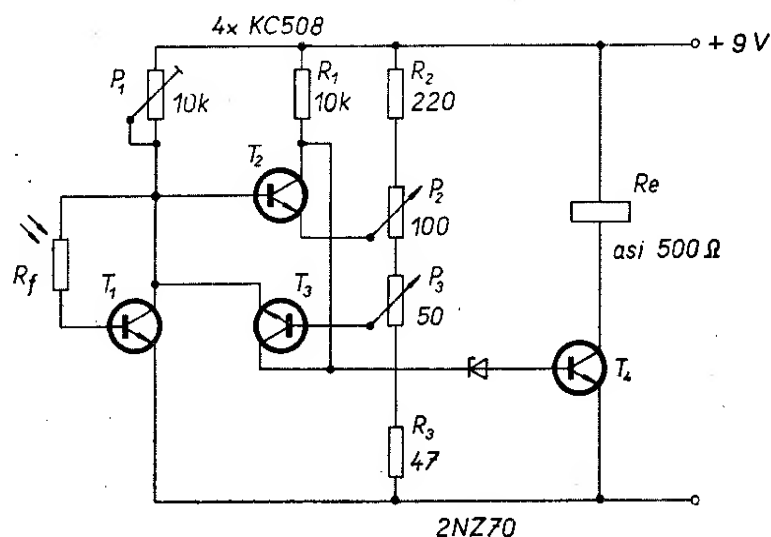 4x KC508
+ 9 V
P₁
10k
R₁
10k
R₂
220
T₂
P₂
100
Re
asi 500 Ω
Rf
T₁
T₃
P₃
50
T₄
R₃
47
2NZ70